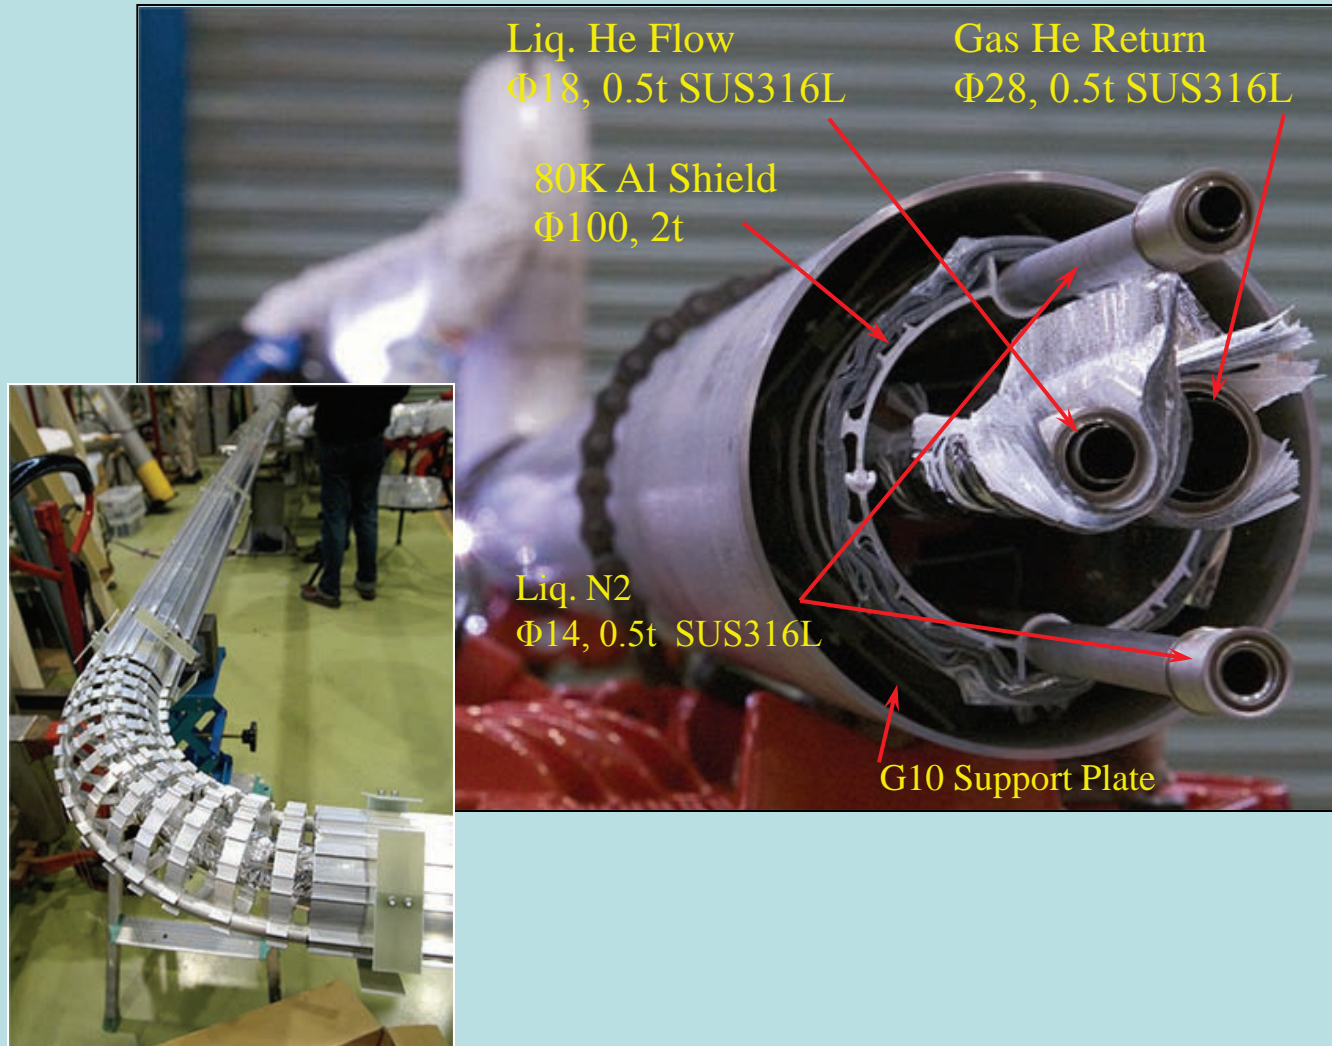 Liq. He Flow
Φ18, 0.5t SUS316L
Gas He Return
Φ28, 0.5t SUS316L
80K Al Shield
Φ100, 2t
Liq. N2
Φ14, 0.5t  SUS316L
G10 Support Plate